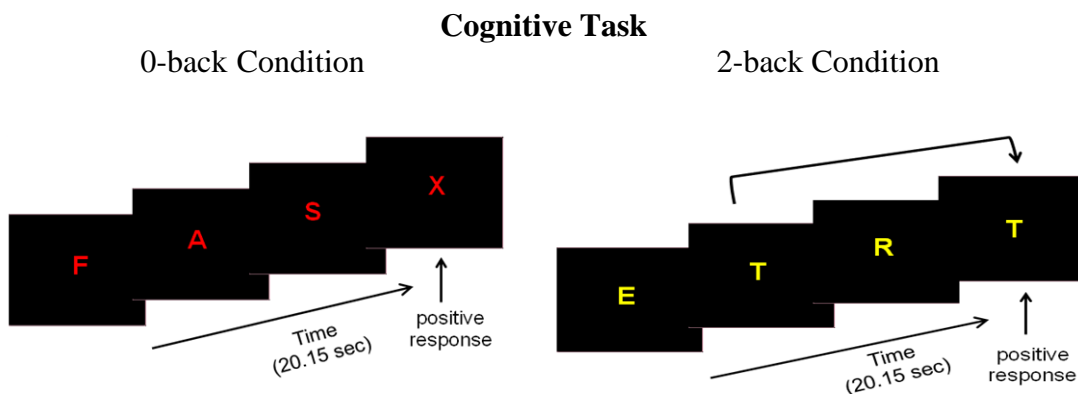 Cognitive Task
0-back Condition
2-back Condition
F
A
S
X
Time
(20.15 sec)
positive
response
E
T
R
T
Time
(20.15 sec)
positive
response